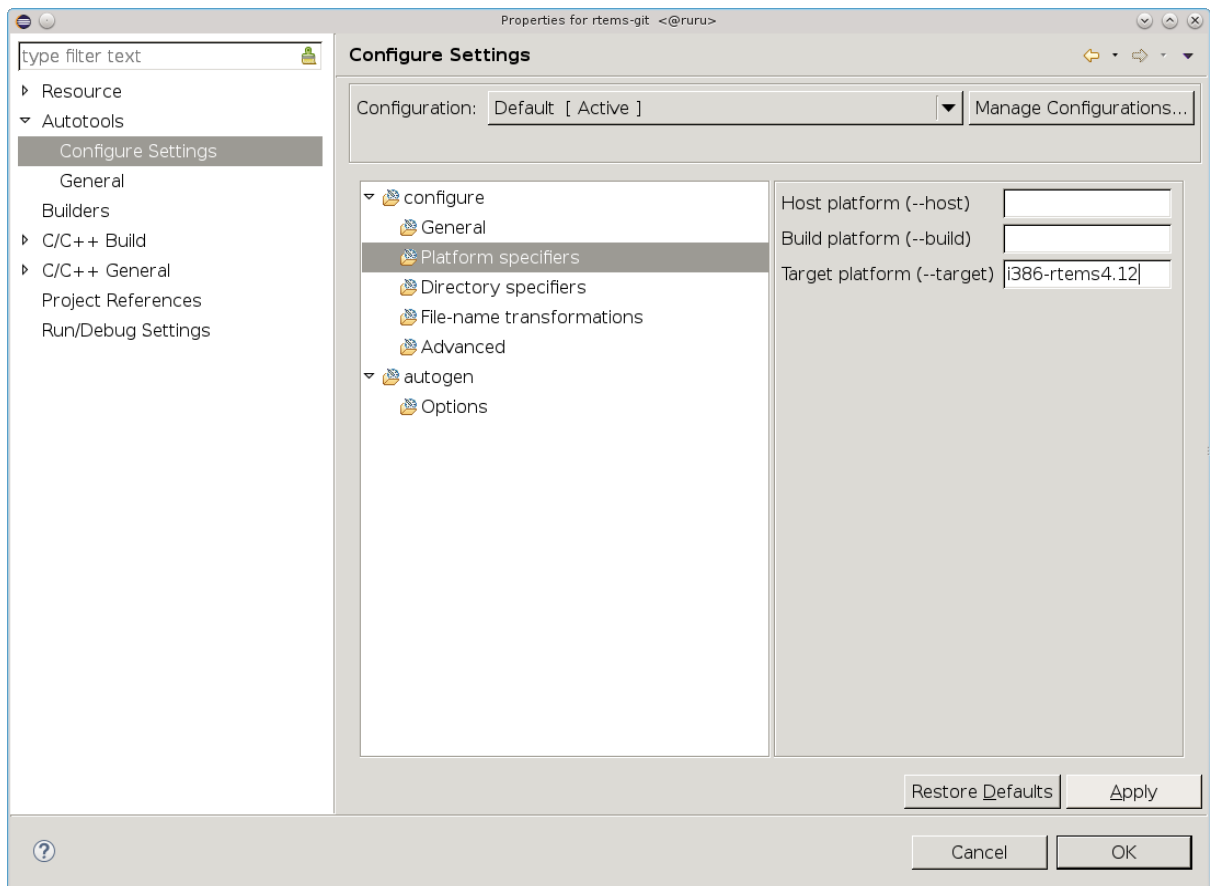 Properties for rtems-git <@ruru>
type filter text
Resource
Autotools
Configure Settings
General
Builders
C/C++ Build
C/C++ General
Project References
Run/Debug Settings
Configure Settings
Configuration: Default [ Active ] Manage Configurations...
configure
General
Platform specifiers
Directory specifiers
File-name transformations
Advanced
autogen
Options
Host platform (--host)
Build platform (--build)
Target platform (--target) i386-rtems4.12
Restore Defaults Apply
? Cancel OK